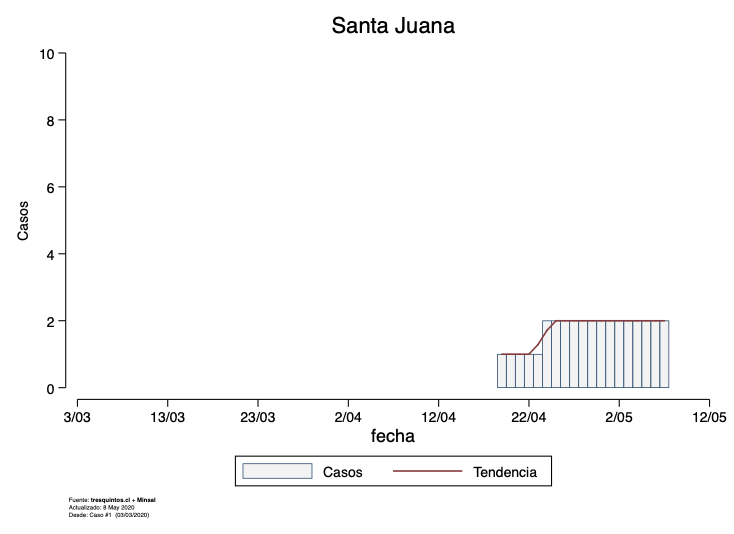 Santa Juana
10
8
6
4
2
0
Casos
3/03 13/03 23/03 2/04 12/04 22/04 2/05 12/05
fecha
Casos Tendencia
Fuente: tresquintos.cl + Minsal
Actualizado: 8 May 2020
Desde: Caso #1 (03/03/2020)